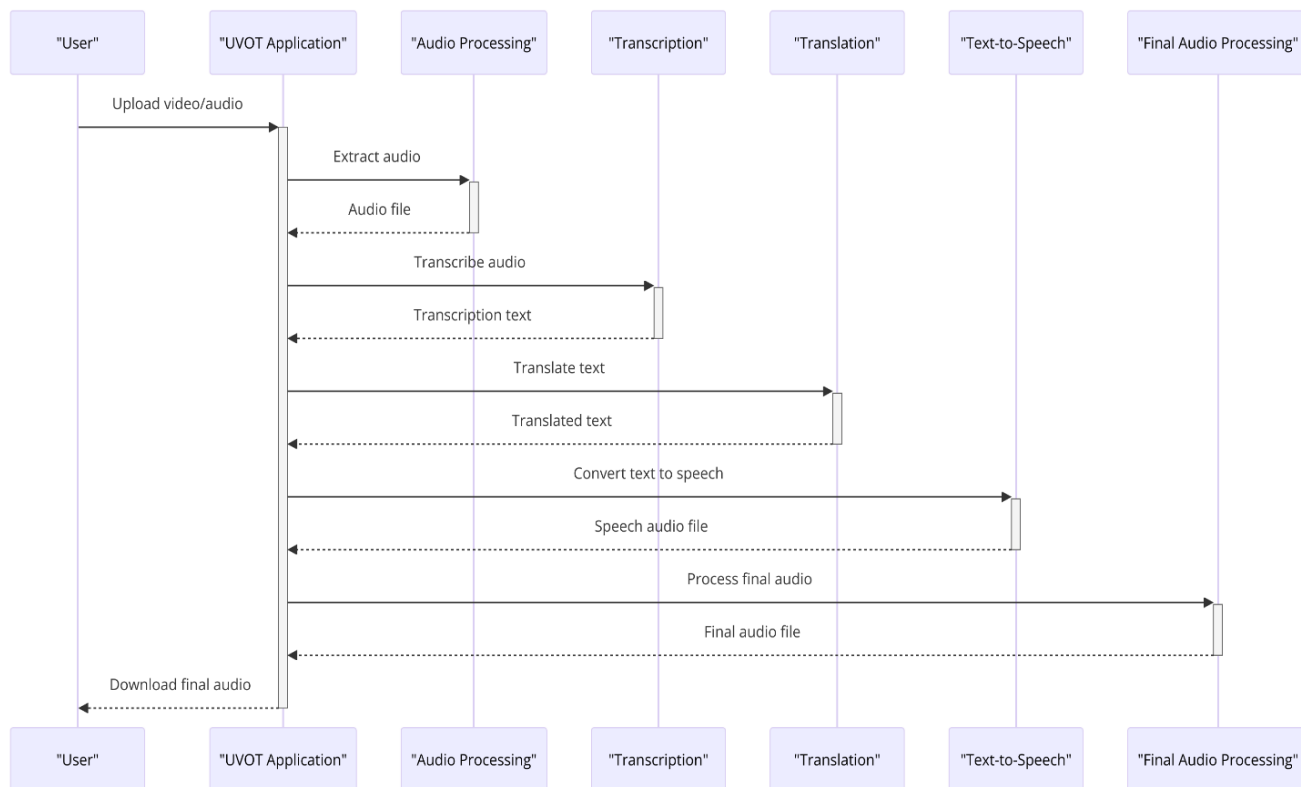 "User"
"UVOT Application"
"Audio Processing"
"Transcription"
"Translation"
"Text-to-Speech"
"Final Audio Processing"
Upload video/audio
Extract audio
Audio file
Transcribe audio
Transcription text
Translate text
Translated text
Convert text to speech
Speech audio file
Process final audio
Final audio file
Download final audio
"User"
"UVOT Application"
"Audio Processing"
"Transcription"
"Translation"
"Text-to-Speech"
"Final Audio Processing"